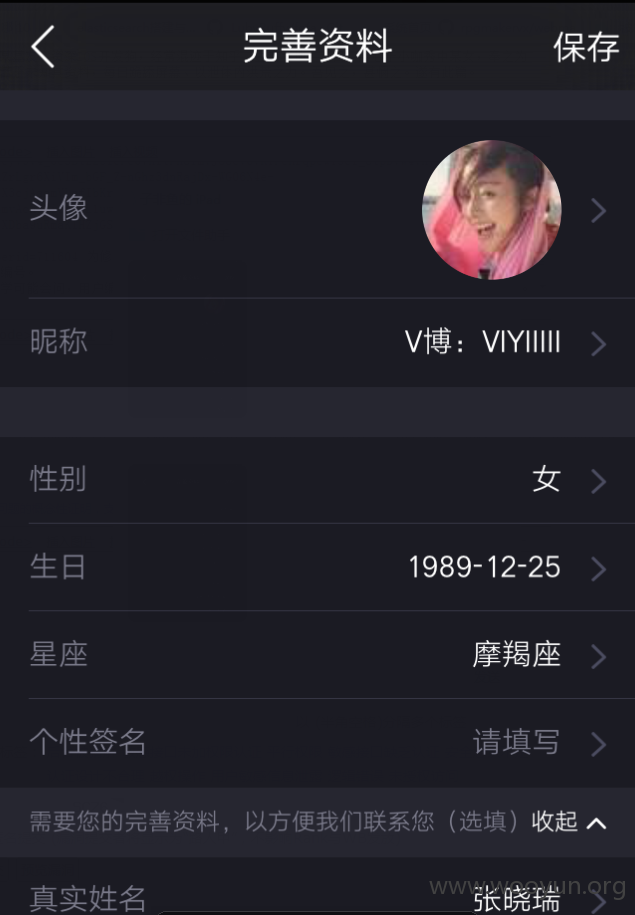 完善资料 保存
头像
昵称 V博：VIYIIIII
性别 女
生日 1989-12-25
星座 摩羯座
个性签名 请填写
需要您的完善资料，以方便我们联系您（选填）收起
真实姓名 张晓瑞
www.wooyun.org